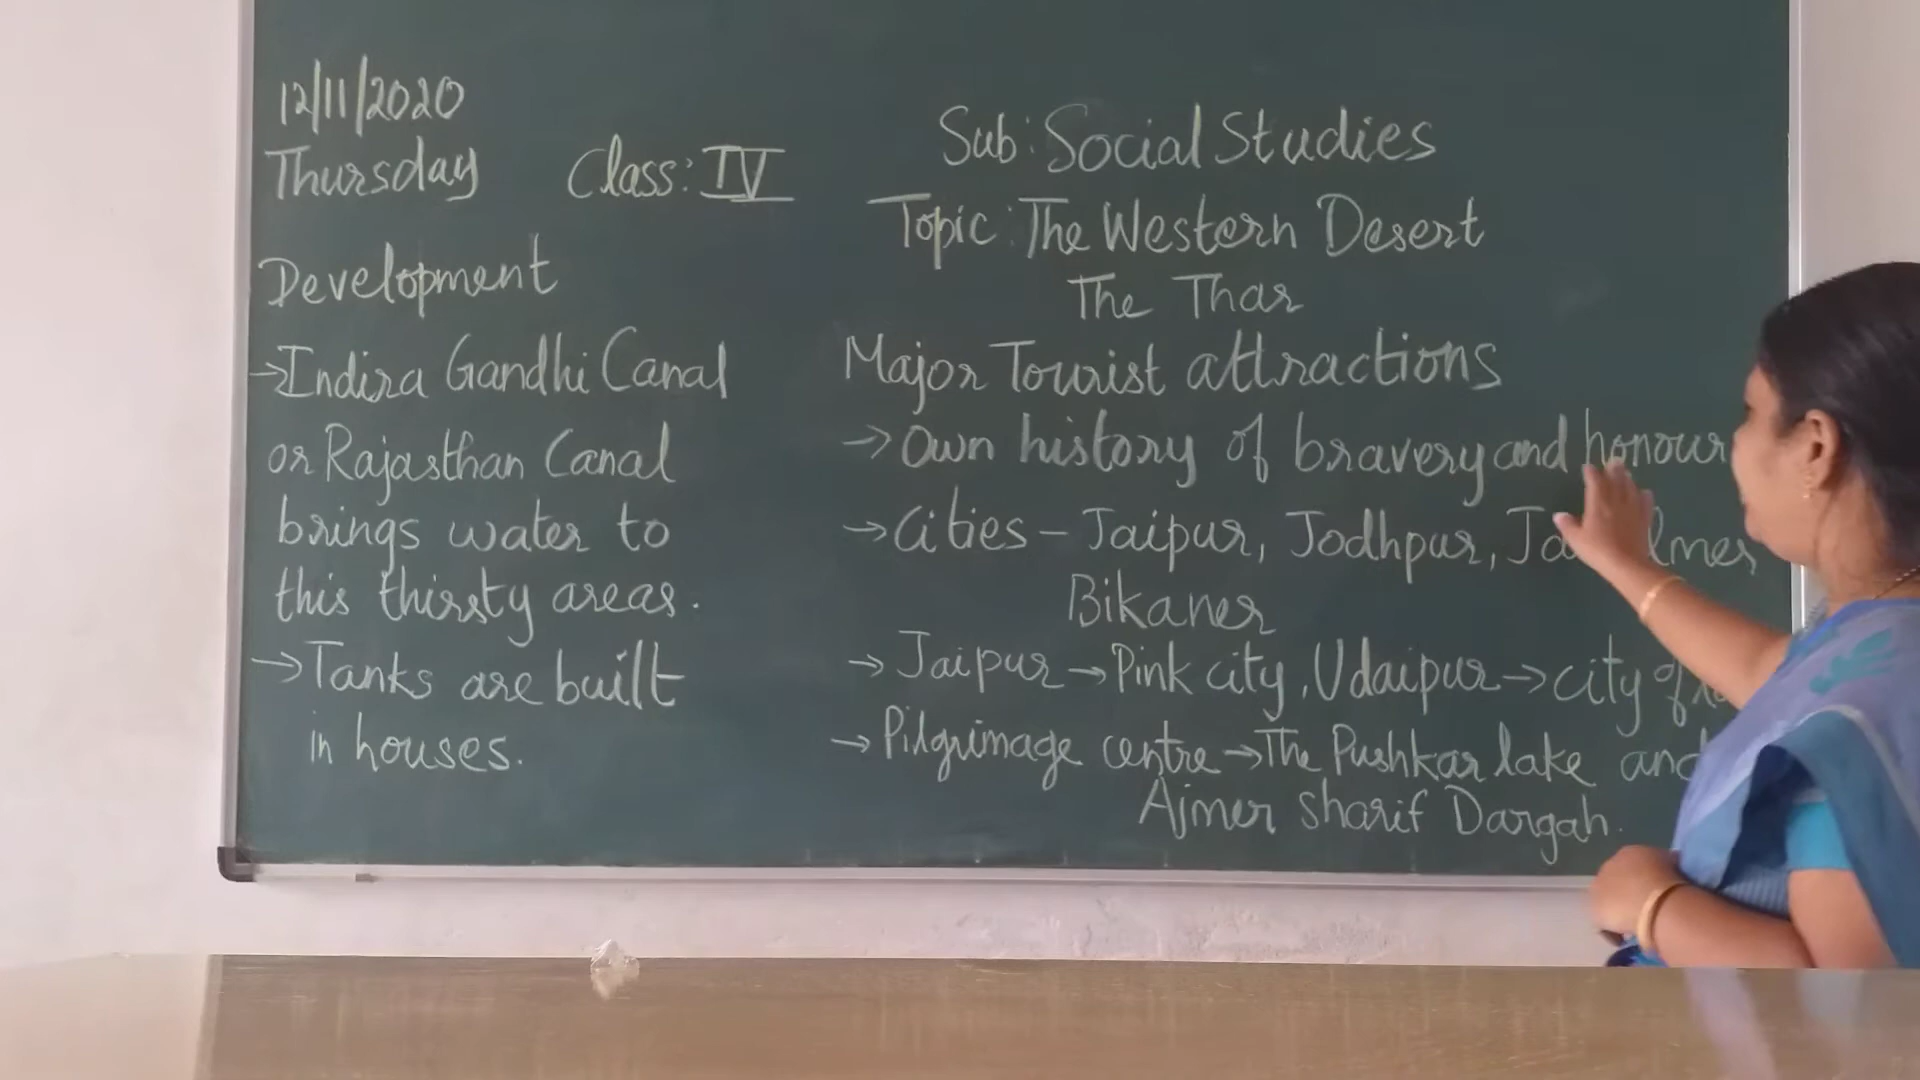 12/11/2020
Thursday Class: IV
Development
→Indira Gandhi Canal
or Rajasthan Canal
brings water to
this thirsty areas.
→Tanks are built
in houses.
Sub: Social Studies
Topic: The Western Desert
The Thar
Major Tourist attractions
→Own history of bravery and honour
→Cities – Jaipur, Jodhpur,
Bikaner
→Jaipur→Pink city, Udaipur→city of
→Pilgrimage centre→The Pushkar lake and
Ajmer Sharif Dargah.